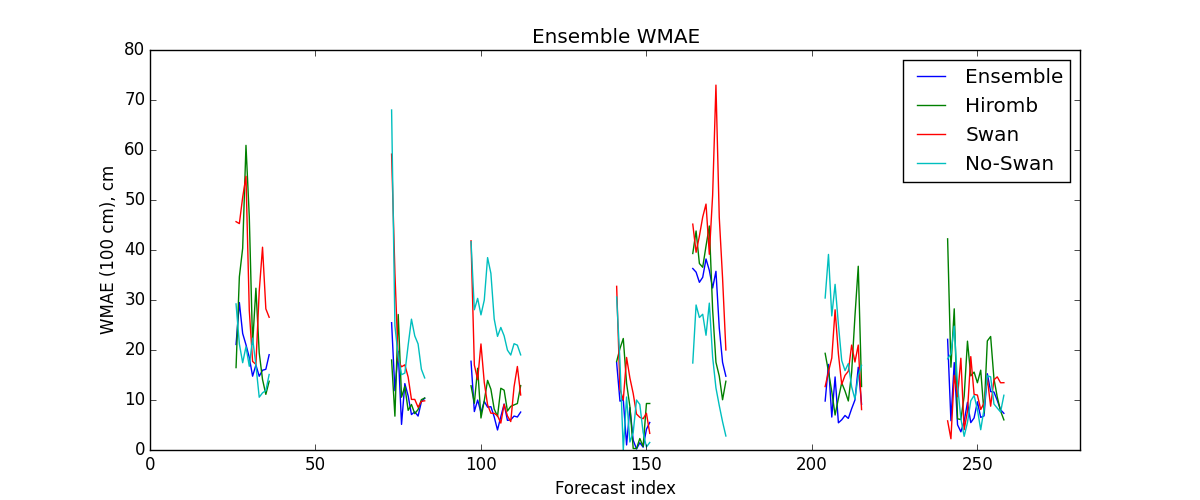 Ensemble WMAE
80
70
60
50
40
30
20
10
0
WMAE (100 cm), cm
Ensemble
Hiromb
Swan
No-Swan
0 50 100 150 200 250
Forecast index